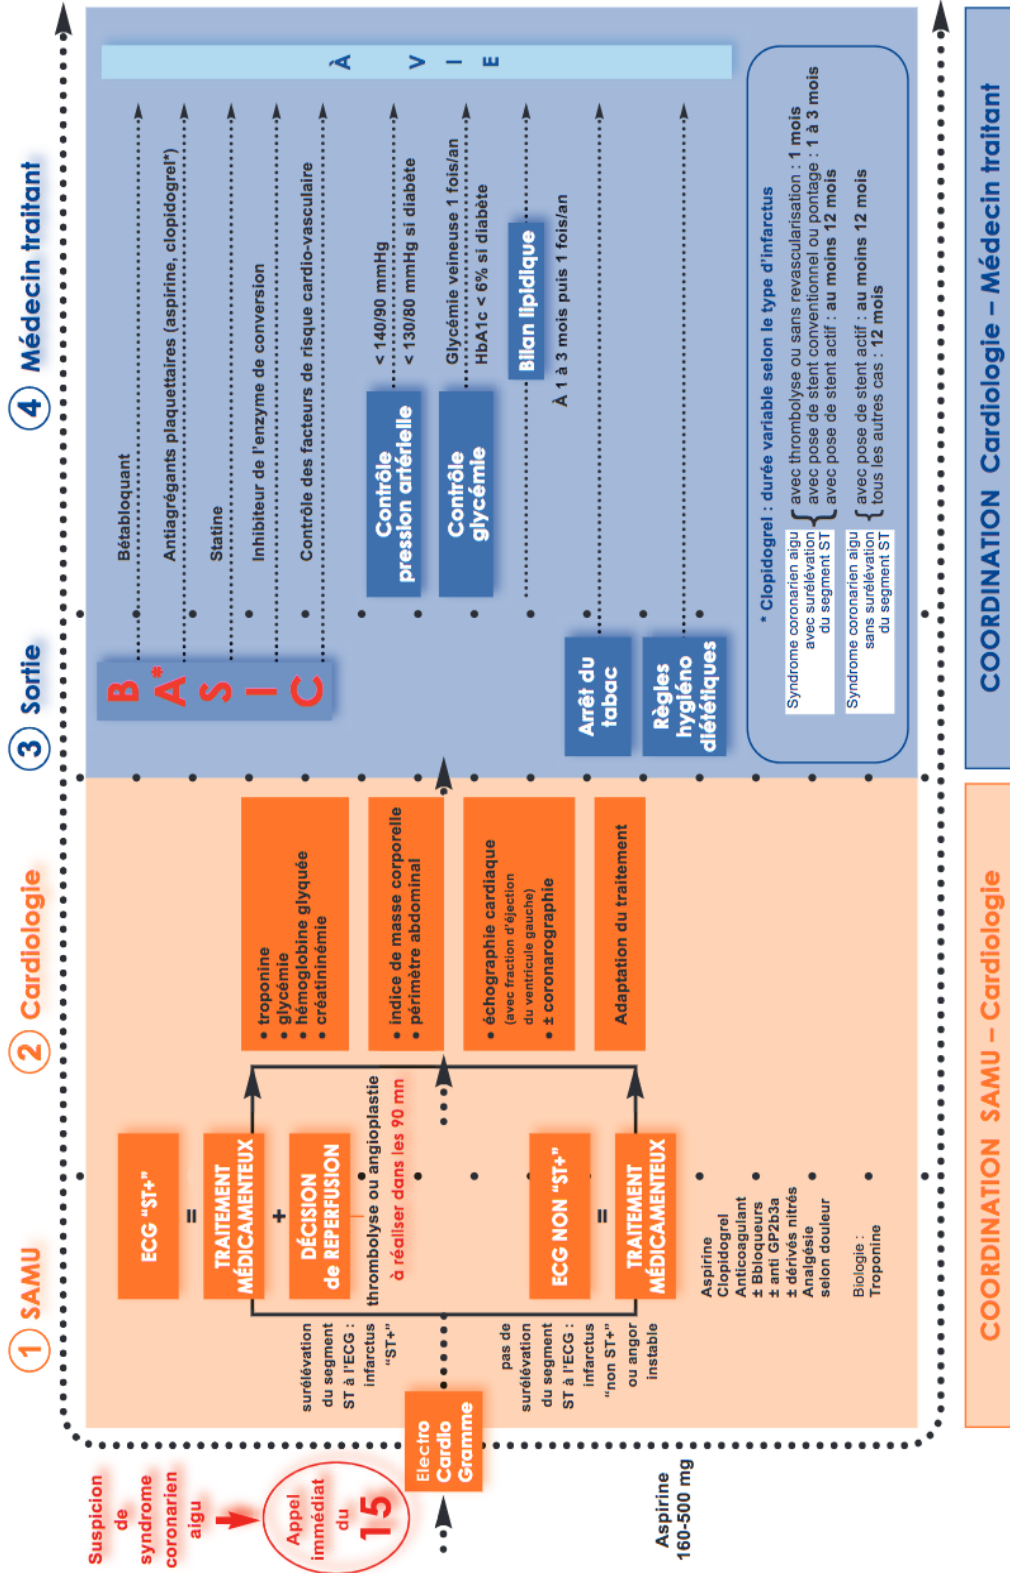 Suspicion
de
syndrome
coronarien
aigu
Appel
immédiat
du
15
Aspirine
160-500 mg
Electro
Cardio
Gramme
1 SAMU
ECG “ST+”
=
TRAITEMENT
MÉDICAMENTEUX
+
DÉCISION
de REPERFUSION
thrombolyse ou angioplastie
à réaliser dans les 90 mn
surélévation
du segment
ST à l'ECG :
infarctus
“ST+”
pas de
surélévation
du segment
ST à l'ECG :
infarctus
“non ST+”
ou angor
instable
ECG NON “ST+”
=
TRAITEMENT
MÉDICAMENTEUX
Aspirine
Clopidogrel
Anticoagulant
± Bbloqueurs
± anti GP2b3a
± dérivés nitrés
Analgésie
selon douleur
Biologie :
Troponine
2 Cardiologie
• troponine
• glycémie
• hémoglobine glyquée
• créatininémie
• indice de masse corporelle
• périmètre abdominal
• échographie cardiaque
(avec fraction d'éjection
du ventricule gauche)
• ± coronarographie
Adaptation du traitement
3 Sortie
B
A*
S
I
C
Arrêt du
tabac
Règles
hygiéno
diététiques
4 Médecin traitant
Bétabloquant
Antiagrégants plaquettaires (aspirine, clopidogrel*)
Statine
Inhibiteur de l'enzyme de conversion
Contrôle des facteurs de risque cardio-vasculaire
Contrôle
pression artérielle
< 140/90 mmHg
< 130/80 mmHg si diabète
Contrôle
glycémie
Glycémie veineuse 1 fois/an
HbA1c < 6% si diabète
Bilan lipidique
À 1 à 3 mois puis 1 fois/an
À VIE
* Clopidogrel : durée variable selon le type d'infarctus
Syndrome coronarien aigu
avec surélévation
du segment ST
avec thrombolyse ou sans revascularisation : 1 mois
avec pose de stent conventionnel ou pontage : 1 à 3 mois
avec pose de stent actif : au moins 12 mois
Syndrome coronarien aigu
sans surélévation
du segment ST
avec pose de stent actif : au moins 12 mois
tous les autres cas : 12 mois
COORDINATION SAMU – Cardiologie
COORDINATION Cardiologie – Médecin traitant